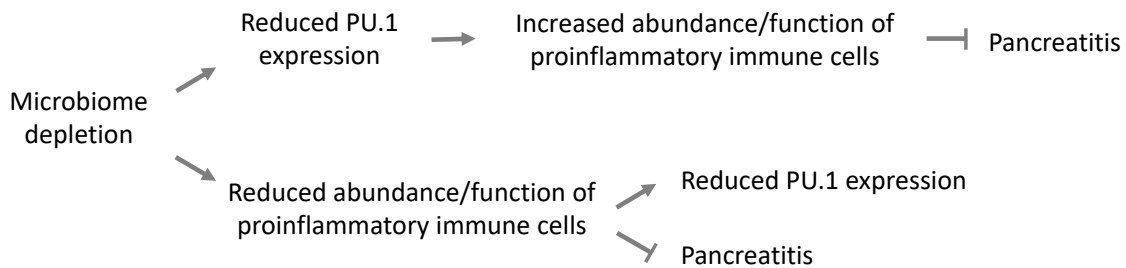 Reduced PU.1
expression
Increased abundance/function of
proinflammatory immune cells
Pancreatitis
Microbiome
depletion
Reduced abundance/function of
proinflammatory immune cells
Reduced PU.1 expression
Pancreatitis